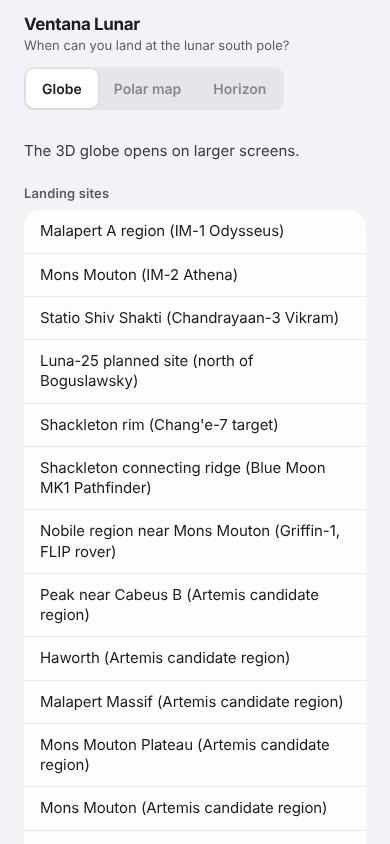 Ventana Lunar
When can you land at the lunar south pole?
Globe
Polar map
Horizon
The 3D globe opens on larger screens.
Landing sites
Malapert A region (IM-1 Odysseus)
Mons Mouton (IM-2 Athena)
Statio Shiv Shakti (Chandrayaan-3 Vikram)
Luna-25 planned site (north of
Boguslawsky)
Shackleton rim (Chang'e-7 target)
Shackleton connecting ridge (Blue Moon
MK1 Pathfinder)
Nobile region near Mons Mouton (Griffin-1,
FLIP rover)
Peak near Cabeus B (Artemis candidate
region)
Haworth (Artemis candidate region)
Malapert Massif (Artemis candidate region)
Mons Mouton Plateau (Artemis candidate
region)
Mons Mouton (Artemis candidate region)